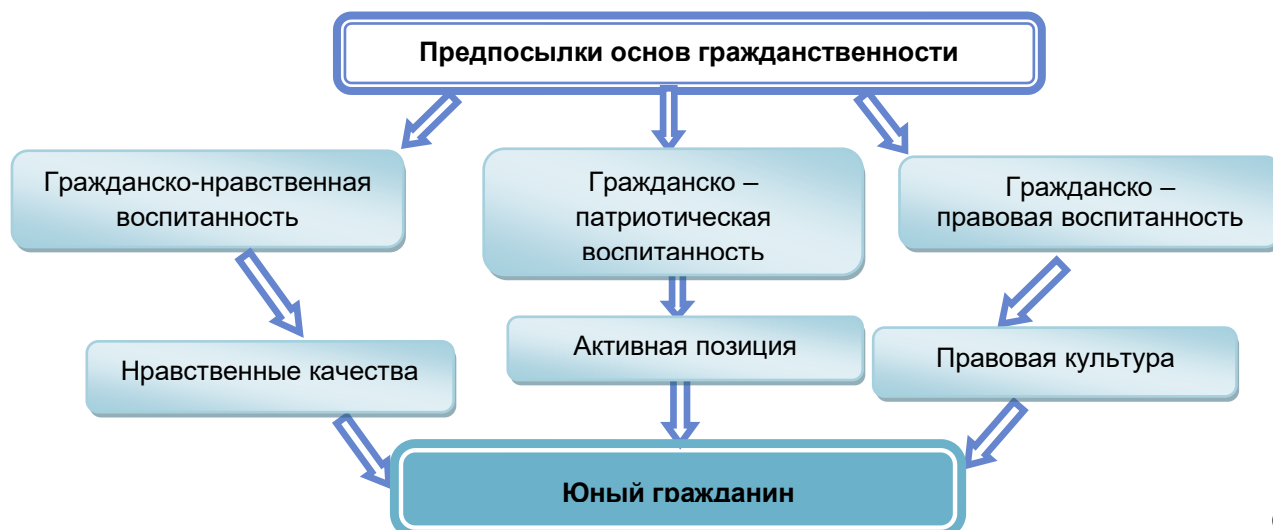 Предпосылки основ гражданственности
Гражданско-нравственная
воспитанность
Гражданско –
патриотическая
воспитанность
Гражданско –
правовая воспитанность
Нравственные качества
Активная позиция
Правовая культура
Юный гражданин